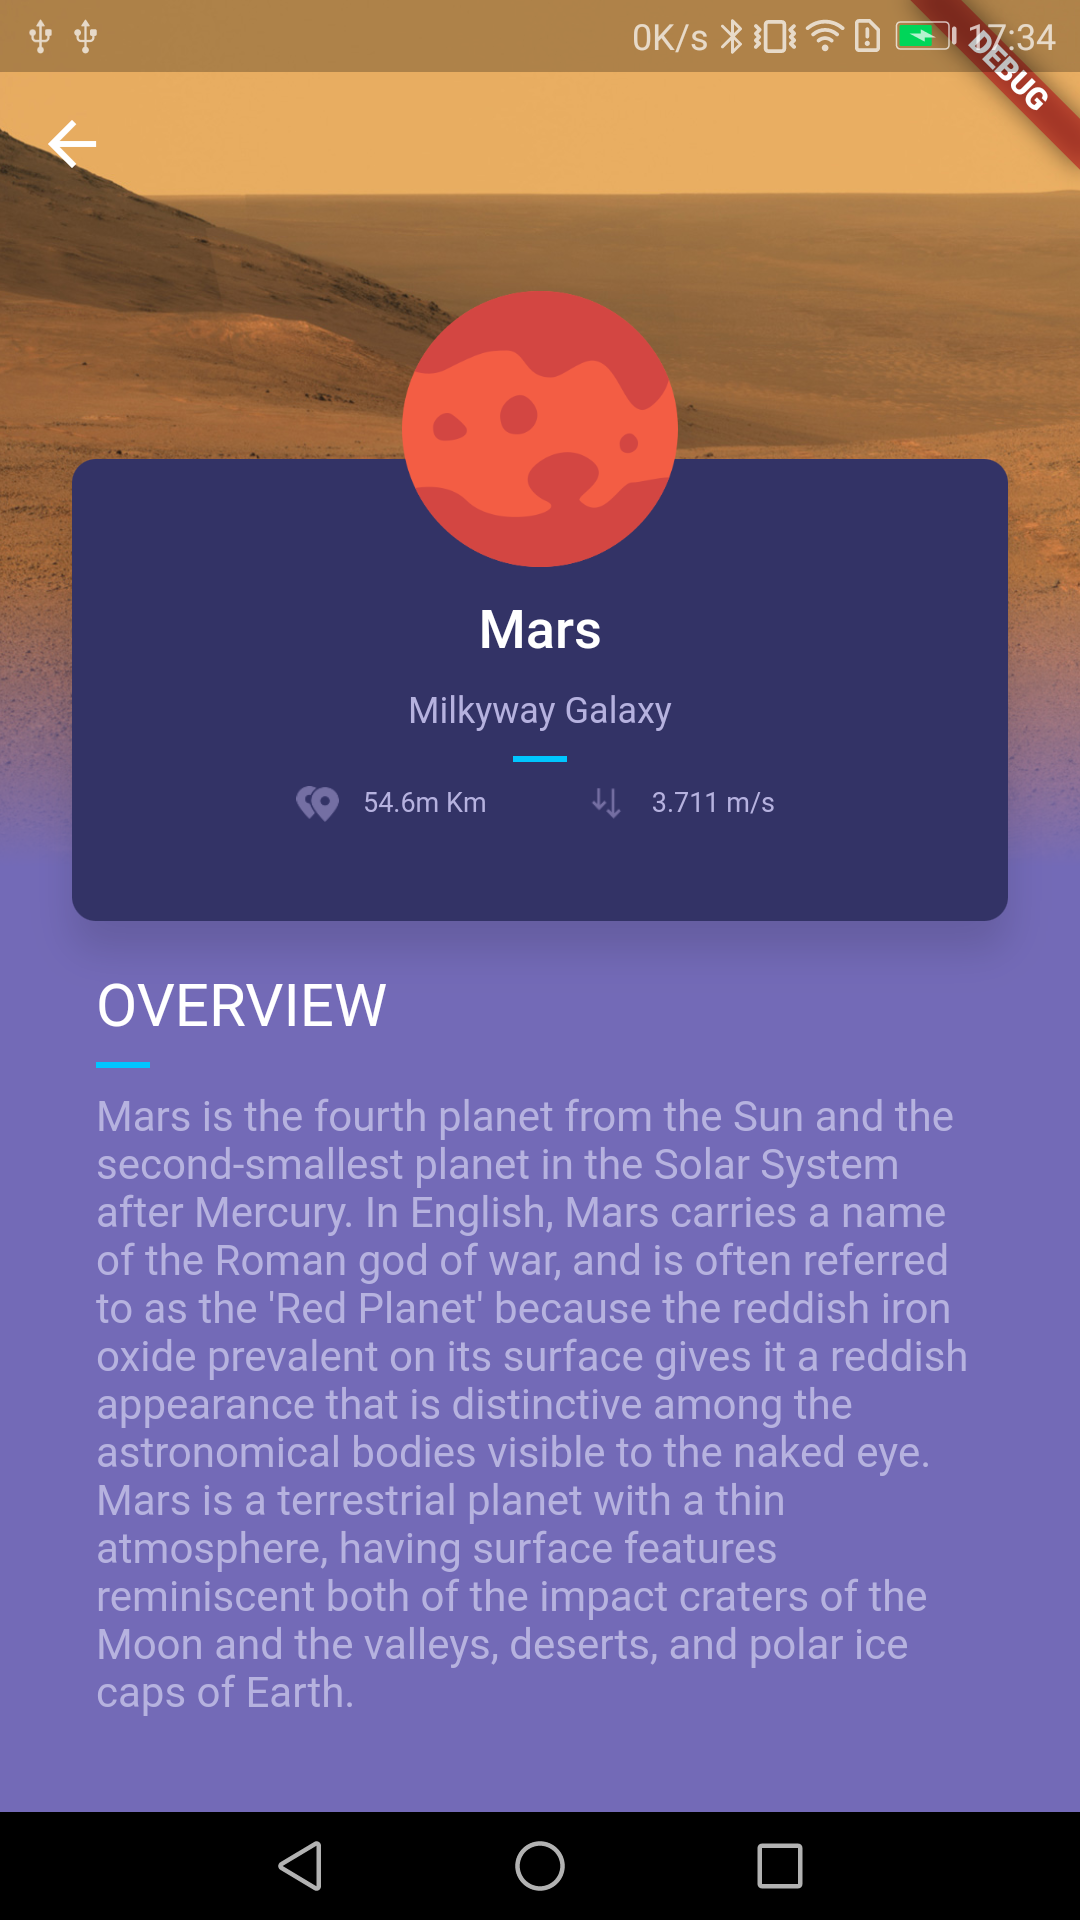 0K/s 17:34
DEBUG
Mars
Milkyway Galaxy
54.6m Km 3.711 m/s
OVERVIEW
Mars is the fourth planet from the Sun and the
second-smallest planet in the Solar System
after Mercury. In English, Mars carries a name
of the Roman god of war, and is often referred
to as the 'Red Planet' because the reddish iron
oxide prevalent on its surface gives it a reddish
appearance that is distinctive among the
astronomical bodies visible to the naked eye.
Mars is a terrestrial planet with a thin
atmosphere, having surface features
reminiscent both of the impact craters of the
Moon and the valleys, deserts, and polar ice
caps of Earth.